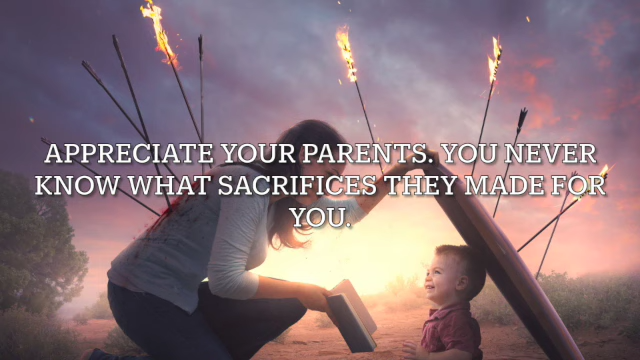 APPRECIATE YOUR PARENTS. YOU NEVER
KNOW WHAT SACRIFICES THEY MADE FOR
YOU.